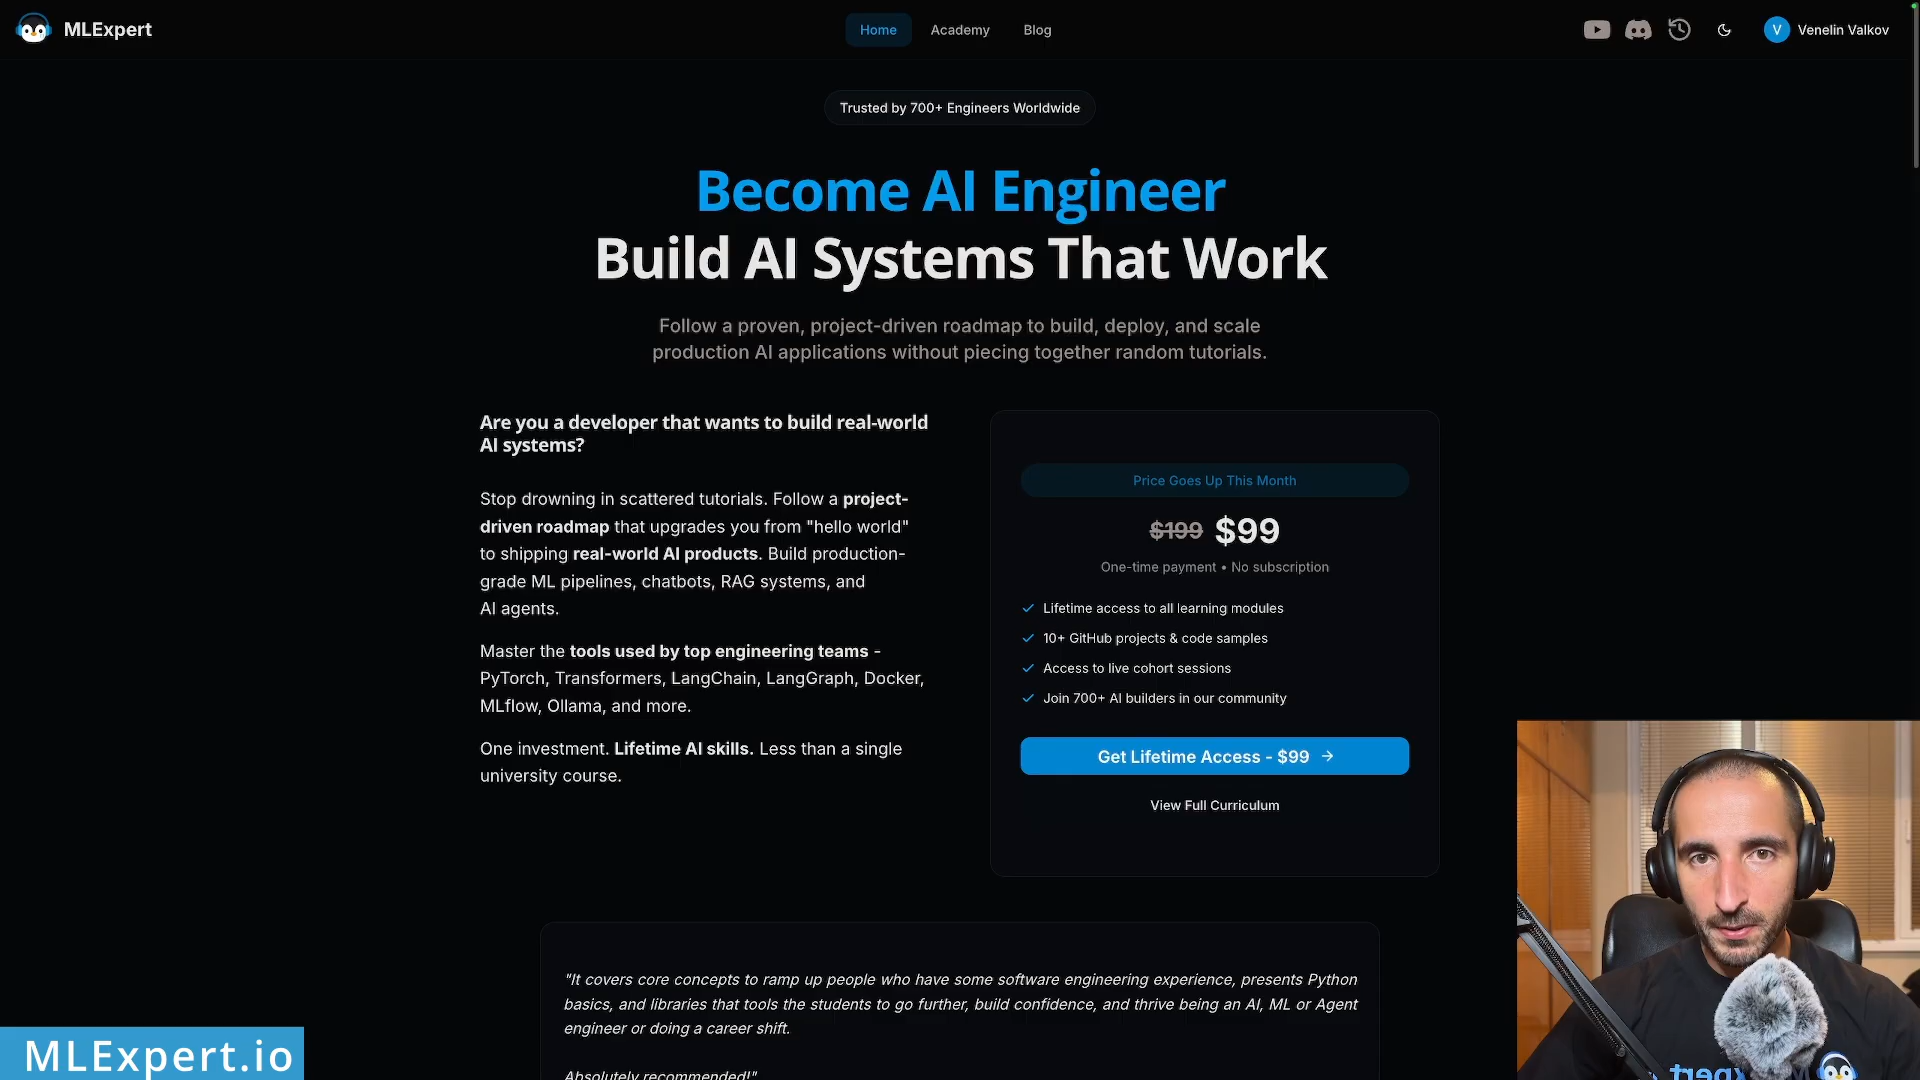 MLExpert
Home
Academy
Blog
V
Venelin Valkov
Trusted by 700+ Engineers Worldwide
Become AI Engineer
Build AI Systems That Work
Follow a proven, project-driven roadmap to build, deploy, and scale
production AI applications without piecing together random tutorials.
Are you a developer that wants to build real-world
AI systems?
Stop drowning in scattered tutorials. Follow a project-
driven roadmap that upgrades you from "hello world"
to shipping real-world AI products. Build production-
grade ML pipelines, chatbots, RAG systems, and
AI agents.
Master the tools used by top engineering teams -
PyTorch, Transformers, LangChain, LangGraph, Docker,
MLflow, Ollama, and more.
One investment. Lifetime AI skills. Less than a single
university course.
Price Goes Up This Month
$199 $99
One-time payment • No subscription
Lifetime access to all learning modules
10+ GitHub projects & code samples
Access to live cohort sessions
Join 700+ AI builders in our community
Get Lifetime Access - $99 →
View Full Curriculum
"It covers core concepts to ramp up people who have some software engineering experience, presents Python
basics, and libraries that tools the students to go further, build confidence, and thrive being an AI, ML or Agent
engineer or doing a career shift.
Absolutely recommended!"
MLExpert.io